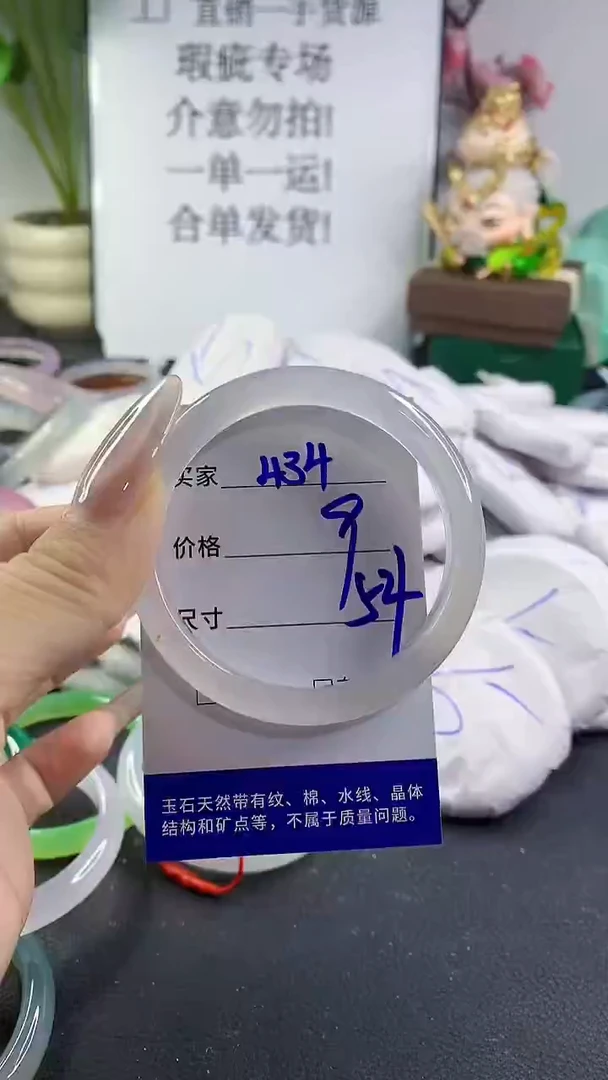 直销一手货源
瑕疵专场
介意勿拍!
一单一运!
合单发货!
买家 434
价格
尺寸 54
玉石天然带有纹、棉、水线、晶体
结构和矿点等，不属于质量问题。